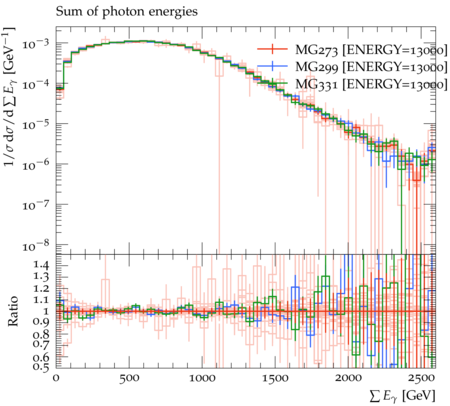 Sum of photon energies
MG273 [ENERGY=13000]
MG299 [ENERGY=13000]
MG331 [ENERGY=13000]
1/σ dσ/d ∑ Eγ [GeV⁻¹]
10⁻³
10⁻⁴
10⁻⁵
10⁻⁶
10⁻⁷
10⁻⁸
Ratio
1.4
1.3
1.2
1.1
1
0.9
0.8
0.7
0.6
0.5
0 500 1000 1500 2000 2500
∑ Eγ [GeV]